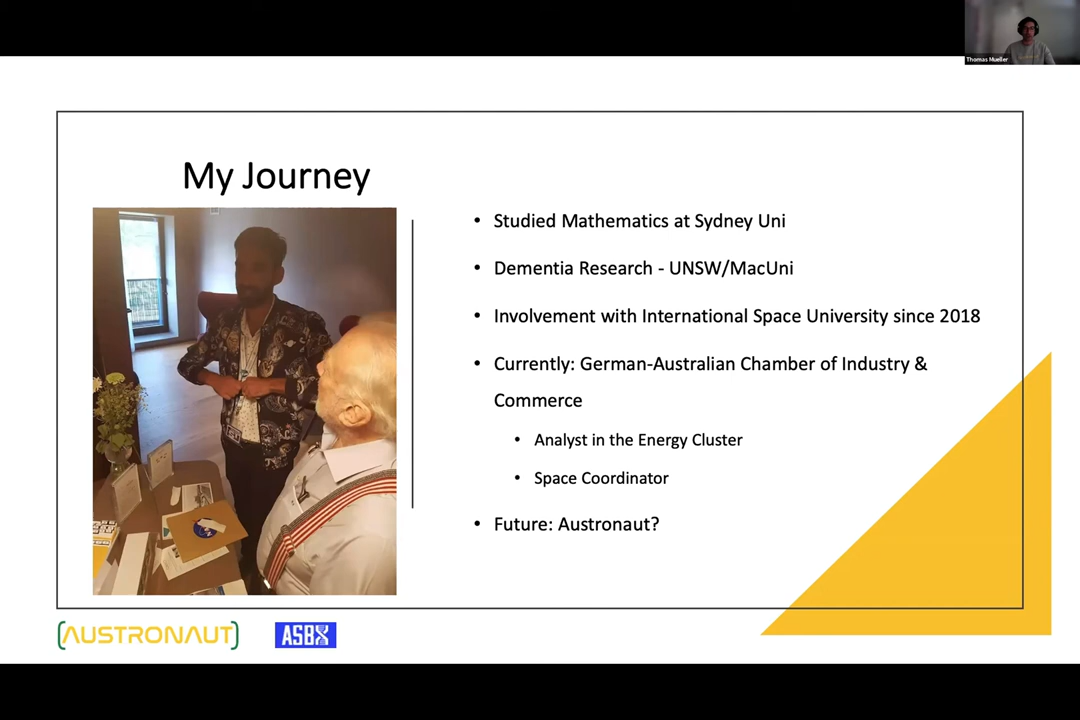 Thomas Mueller
My Journey
• Studied Mathematics at Sydney Uni
• Dementia Research - UNSW/MacUni
• Involvement with International Space University since 2018
• Currently: German-Australian Chamber of Industry &
Commerce
• Analyst in the Energy Cluster
• Space Coordinator
• Future: Austronaut?
AUSTRONAUT
ASBX